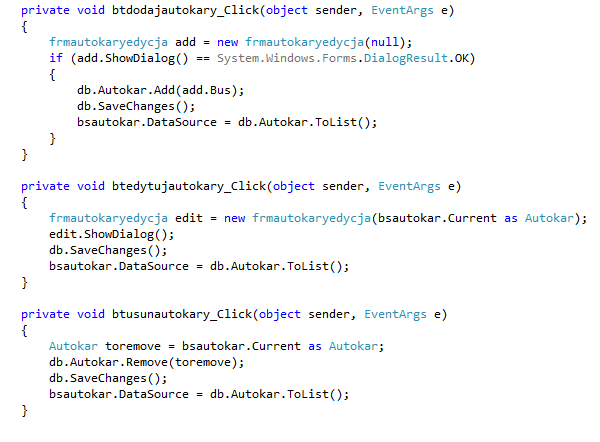 private void btdodajautokary_Click(object sender, EventArgs e)
{
    frmautokaryedycja add = new frmautokaryedycja(null);
    if (add.ShowDialog() == System.Windows.Forms.DialogResult.OK)
    {
        db.Autokar.Add(add.Bus);
        db.SaveChanges();
        bsautokar.DataSource = db.Autokar.ToList();
    }
}
private void btedytujautokary_Click(object sender, EventArgs e)
{
    frmautokaryedycja edit = new frmautokaryedycja(bsautokar.Current as Autokar);
    edit.ShowDialog();
    db.SaveChanges();
    bsautokar.DataSource = db.Autokar.ToList();
}
private void btusunautokary_Click(object sender, EventArgs e)
{
    Autokar toremove = bsautokar.Current as Autokar;
    db.Autokar.Remove(toremove);
    db.SaveChanges();
    bsautokar.DataSource = db.Autokar.ToList();
}